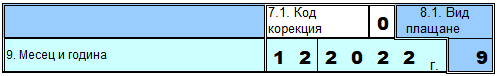 7.1. Код корекция 0 8.1. Вид плащане
9. Месец и година 1 2 2 0 2 2 г. 9